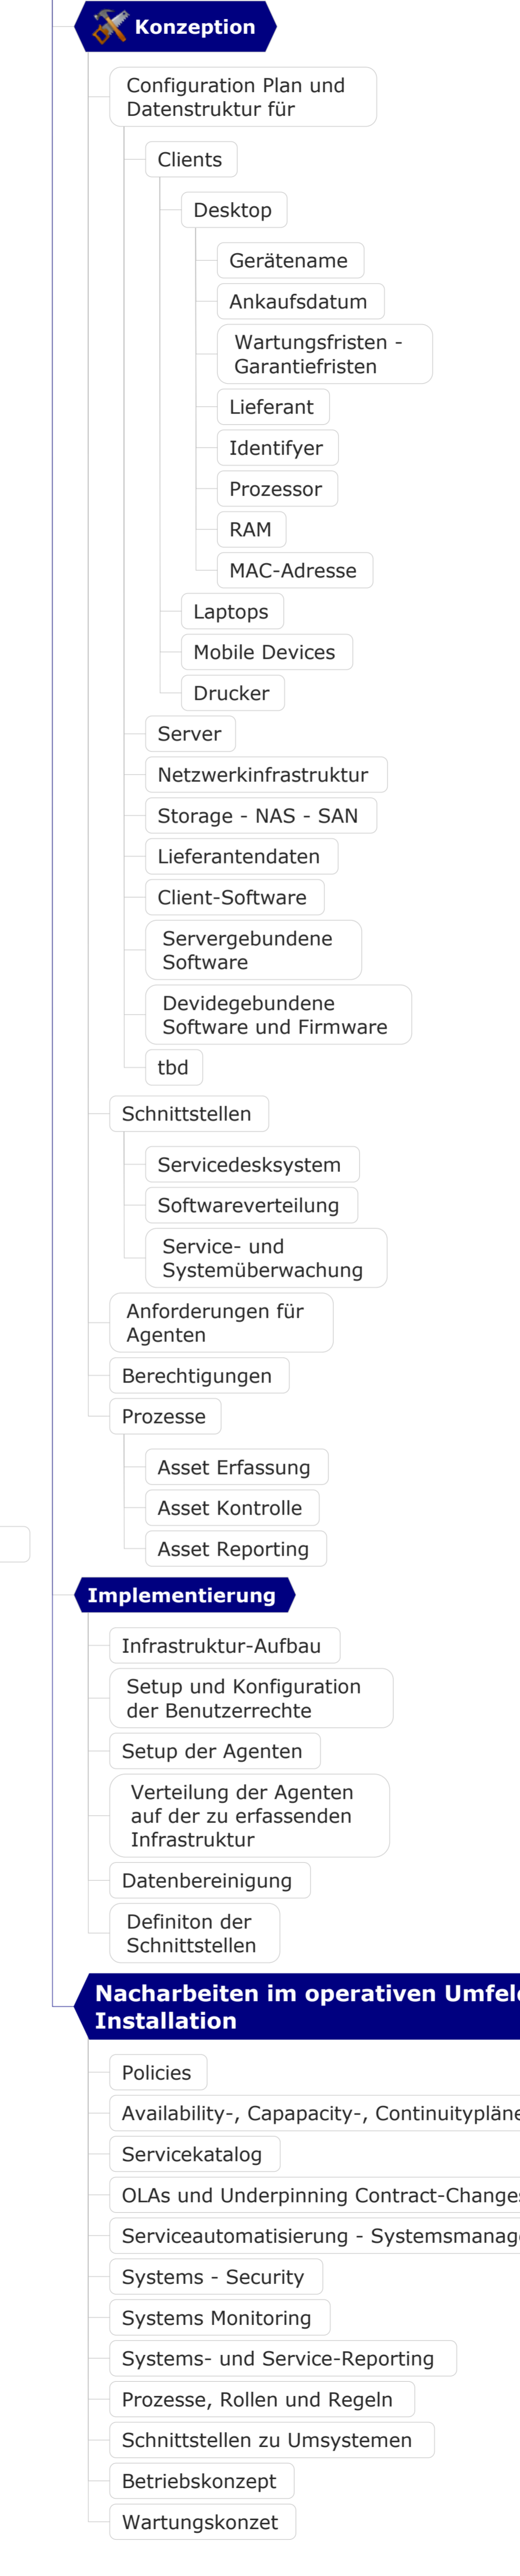 Konzeption
Configuration Plan und
Datenstruktur für
Clients
Desktop
Gerätename
Ankaufsdatum
Wartungsfristen -
Garantiefristen
Lieferant
Identifyer
Prozessor
RAM
MAC-Adresse
Laptops
Mobile Devices
Drucker
Server
Netzwerkinfrastruktur
Storage - NAS - SAN
Lieferantendaten
Client-Software
Servergebundene
Software
Devidegebundene
Software und Firmware
tbd
Schnittstellen
Servicedesksystem
Softwareverteilung
Service- und
Systemüberwachung
Anforderungen für
Agenten
Berechtigungen
Prozesse
Asset Erfassung
Asset Kontrolle
Asset Reporting
Implementierung
Infrastruktur-Aufbau
Setup und Konfiguration
der Benutzerrechte
Setup der Agenten
Verteilung der Agenten
auf der zu erfassenden
Infrastruktur
Datenbereinigung
Definiton der
Schnittstellen
Nacharbeiten im operativen
Installation
Policies
Availability-, Capapacity-, Continuitypläne
Servicekatalog
OLAs und Underpinning Contract-Changes
Serviceautomatisierung -
Systems - Security
Systems Monitoring
Systems- und Service-Reporting
Prozesse, Rollen und Regeln
Schnittstellen zu Umsystemen
Betriebskonzept
Wartungskonzet